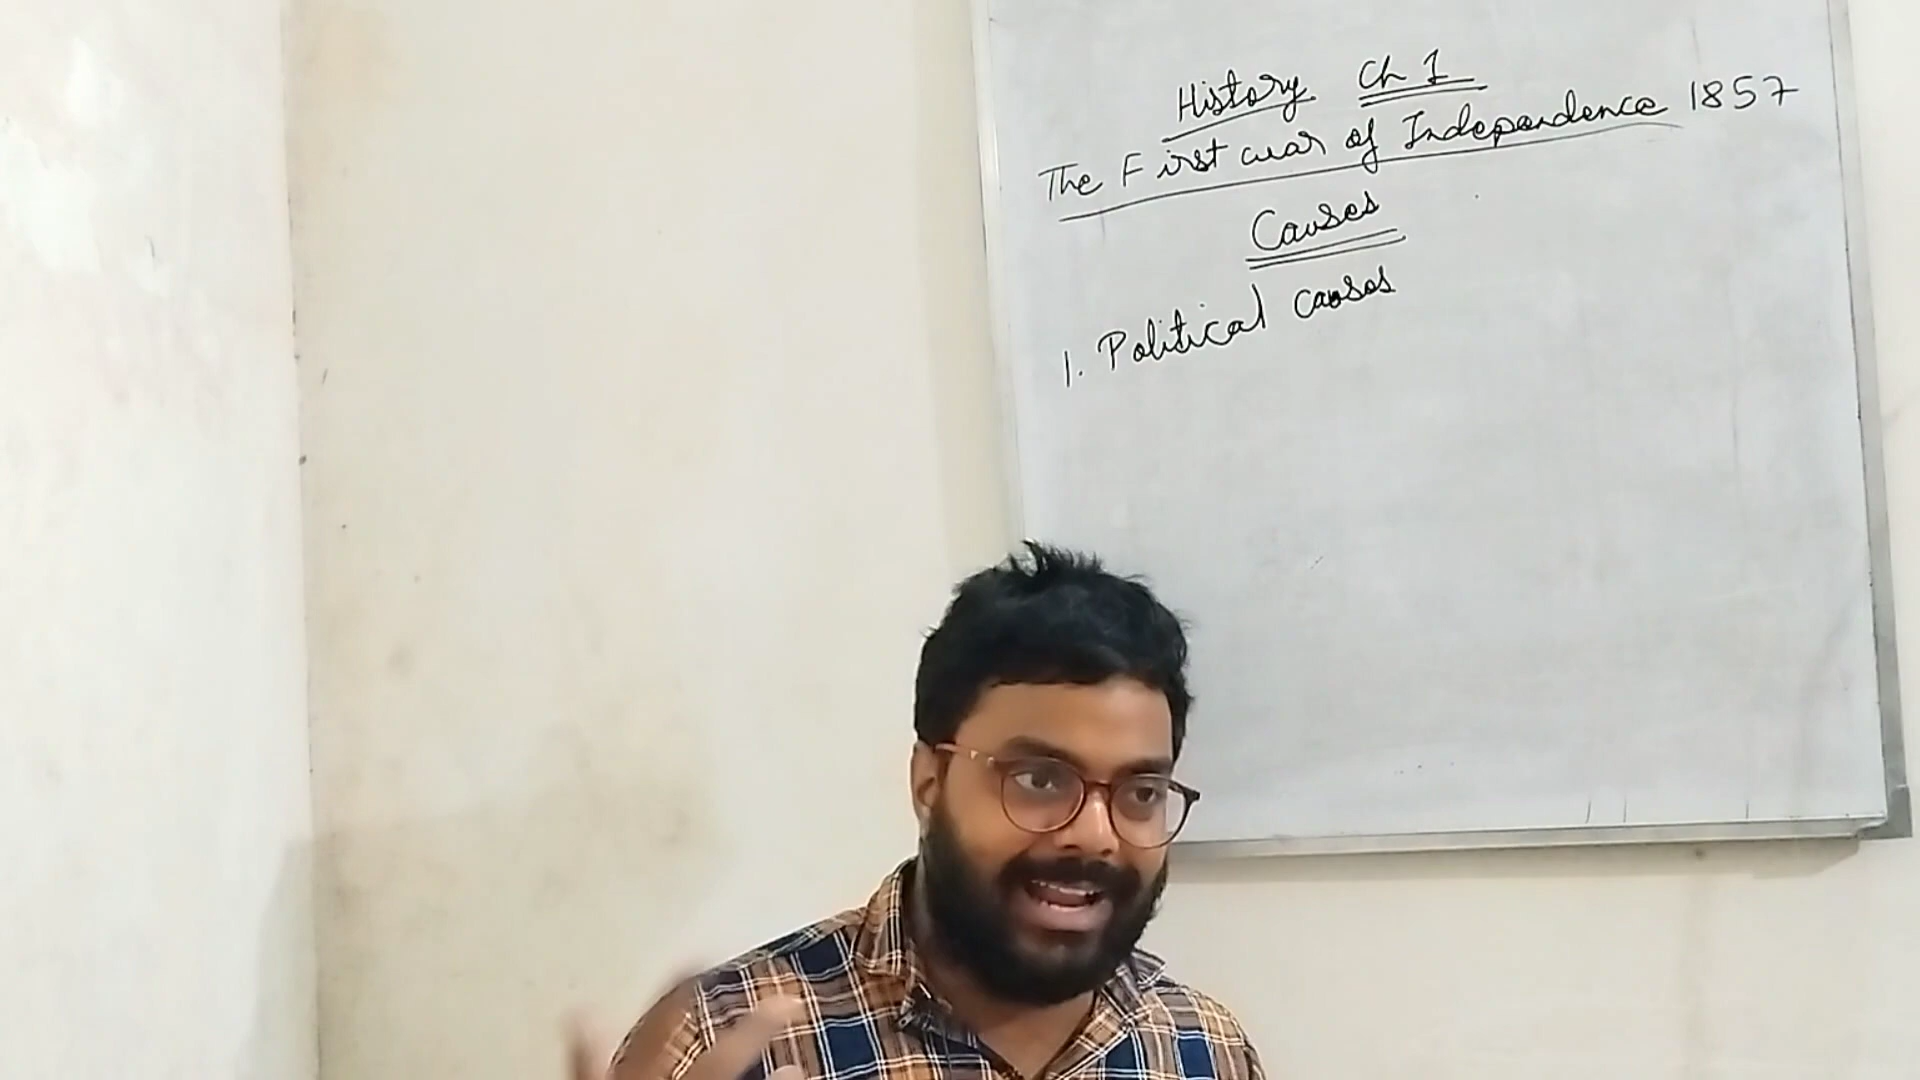 History Ch 1
The First war of Independence 1857
Causes
1. Political causes